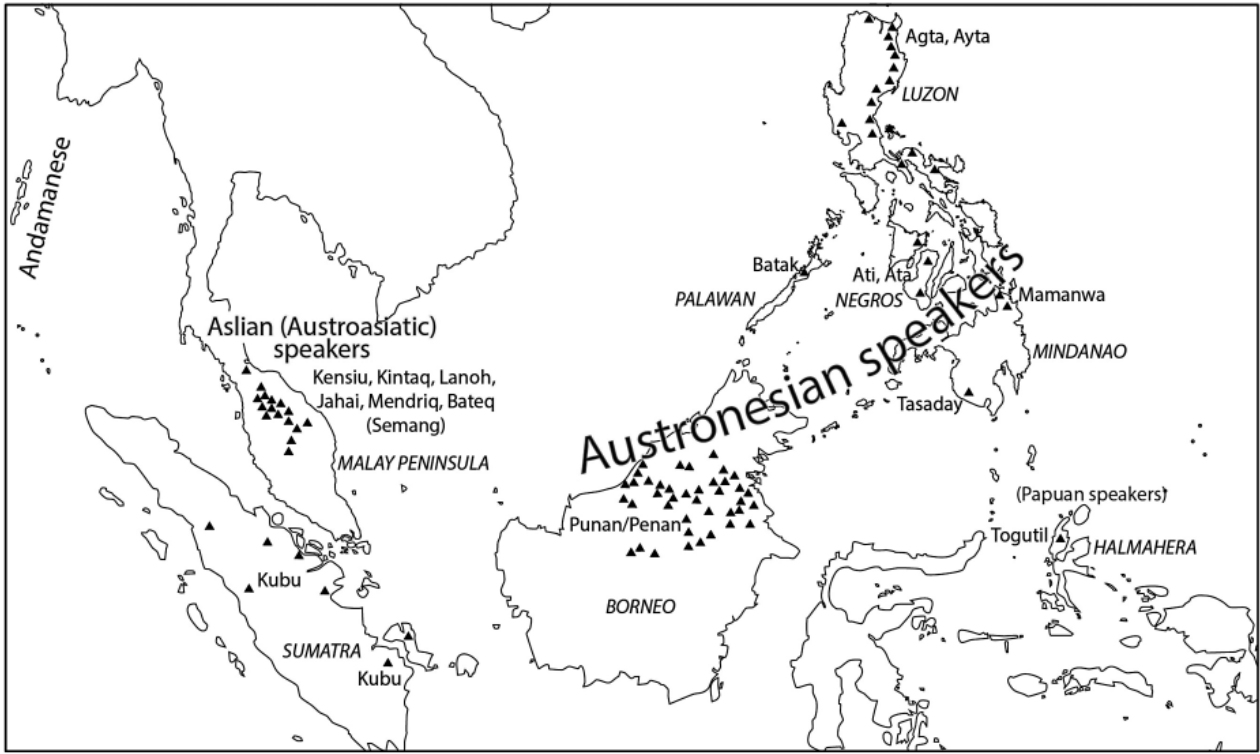 Agta, Ayta
LUZON
Andamanese
Batak
Ati, Ata
PALAWAN
NEGROS
Mamanwa
Austronesian speakers
Aslian (Austroasiatic)
speakers
MINDANAO
Kensiu, Kintaq, Lanoh,
Jahai, Mendriq, Bateq
(Semang)
Tasaday
MALAY PENINSULA
(Papuan speakers)
Punan/Penan
Togutil
HALMAHERA
Kubu
BORNEO
SUMATRA
Kubu